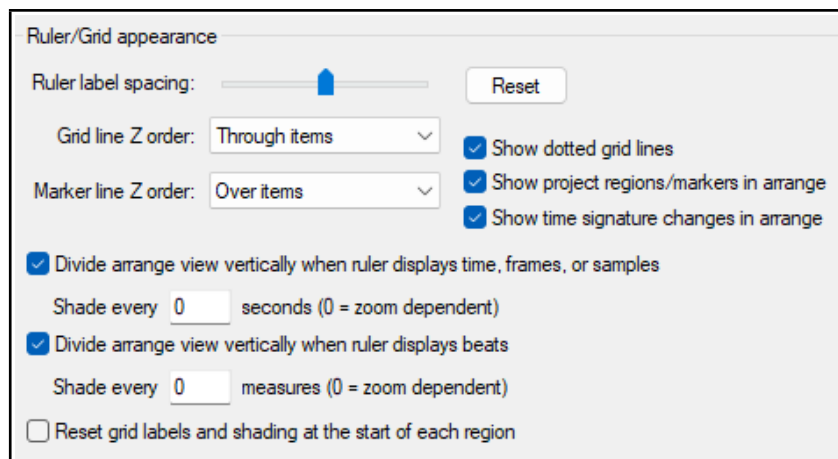 Ruler/Grid appearance
Ruler label spacing: Reset
Grid line Z order: Through items
Show dotted grid lines
Show project regions/markers in arrange
Marker line Z order: Over items
Show time signature changes in arrange
Divide arrange view vertically when ruler displays time, frames, or samples
Shade every 0 seconds (0 = zoom dependent)
Divide arrange view vertically when ruler displays beats
Shade every 0 measures (0 = zoom dependent)
Reset grid labels and shading at the start of each region